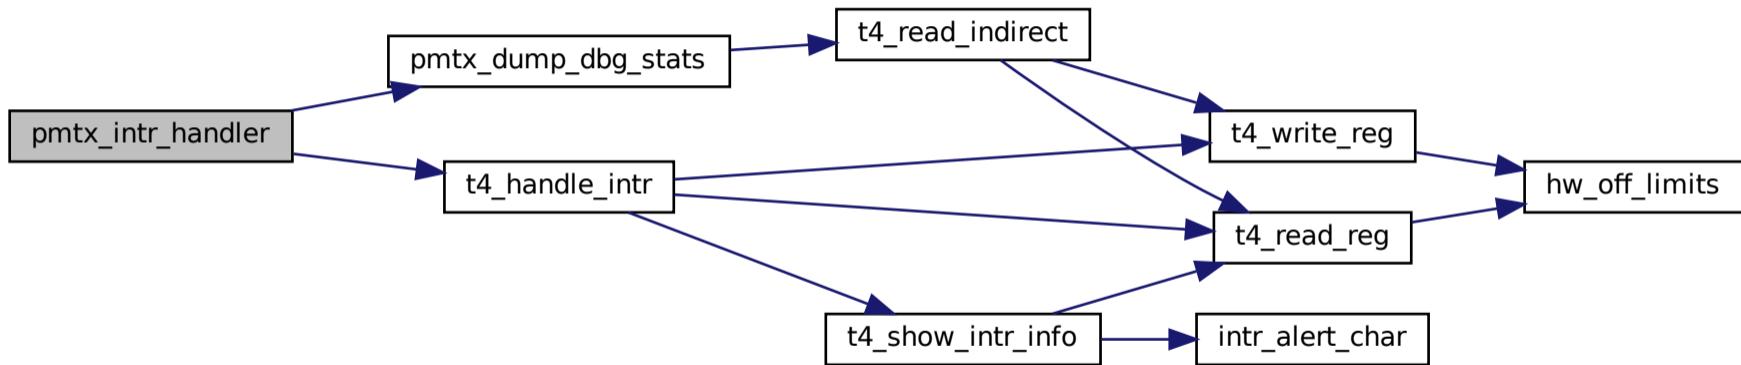 pmtx_intr_handler
pmtx_dump_dbg_stats
t4_handle_intr
t4_read_indirect
t4_show_intr_info
t4_write_reg
t4_read_reg
intr_alert_char
hw_off_limits